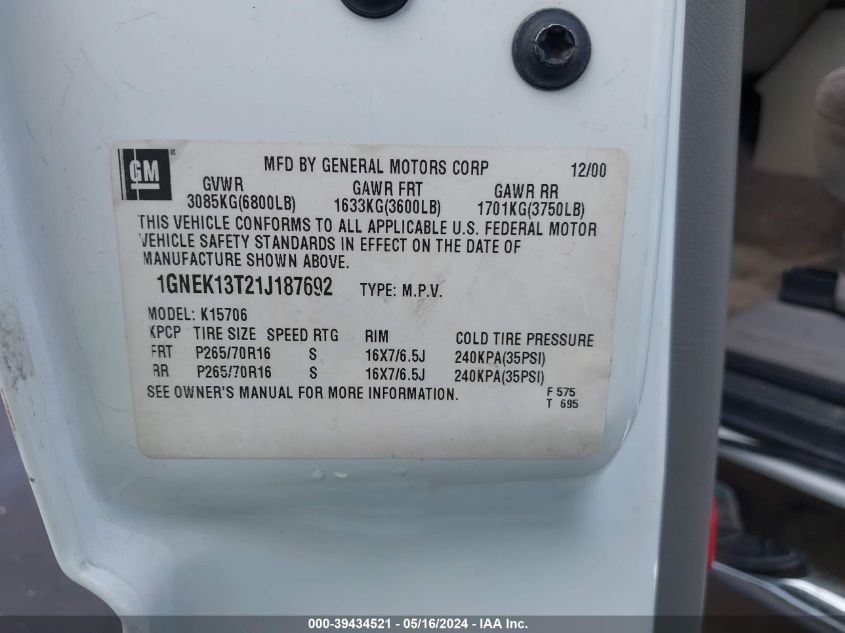 GM ® MFD BY GENERAL MOTORS CORP 12/00
GVWR GAWR FRT GAWR RR
3085KG(6800LB) 1633KG(3600LB) 1701KG(3750LB)
THIS VEHICLE CONFORMS TO ALL APPLICABLE U.S. FEDERAL MOTOR
VEHICLE SAFETY STANDARDS IN EFFECT ON THE DATE OF
MANUFACTURE SHOWN ABOVE.
1GNEK13T21J187692 TYPE: M.P.V.
MODEL: K15706
KPCP TIRE SIZE SPEED RTG RIM COLD TIRE PRESSURE
FRT P265/70R16 S 16X7/6.5J 240KPA(35PSI)
RR P265/70R16 S 16X7/6.5J 240KPA(35PSI)
SEE OWNER'S MANUAL FOR MORE INFORMATION. F 575
T 695
000-39434521 - 05/16/2024 - IAA Inc.